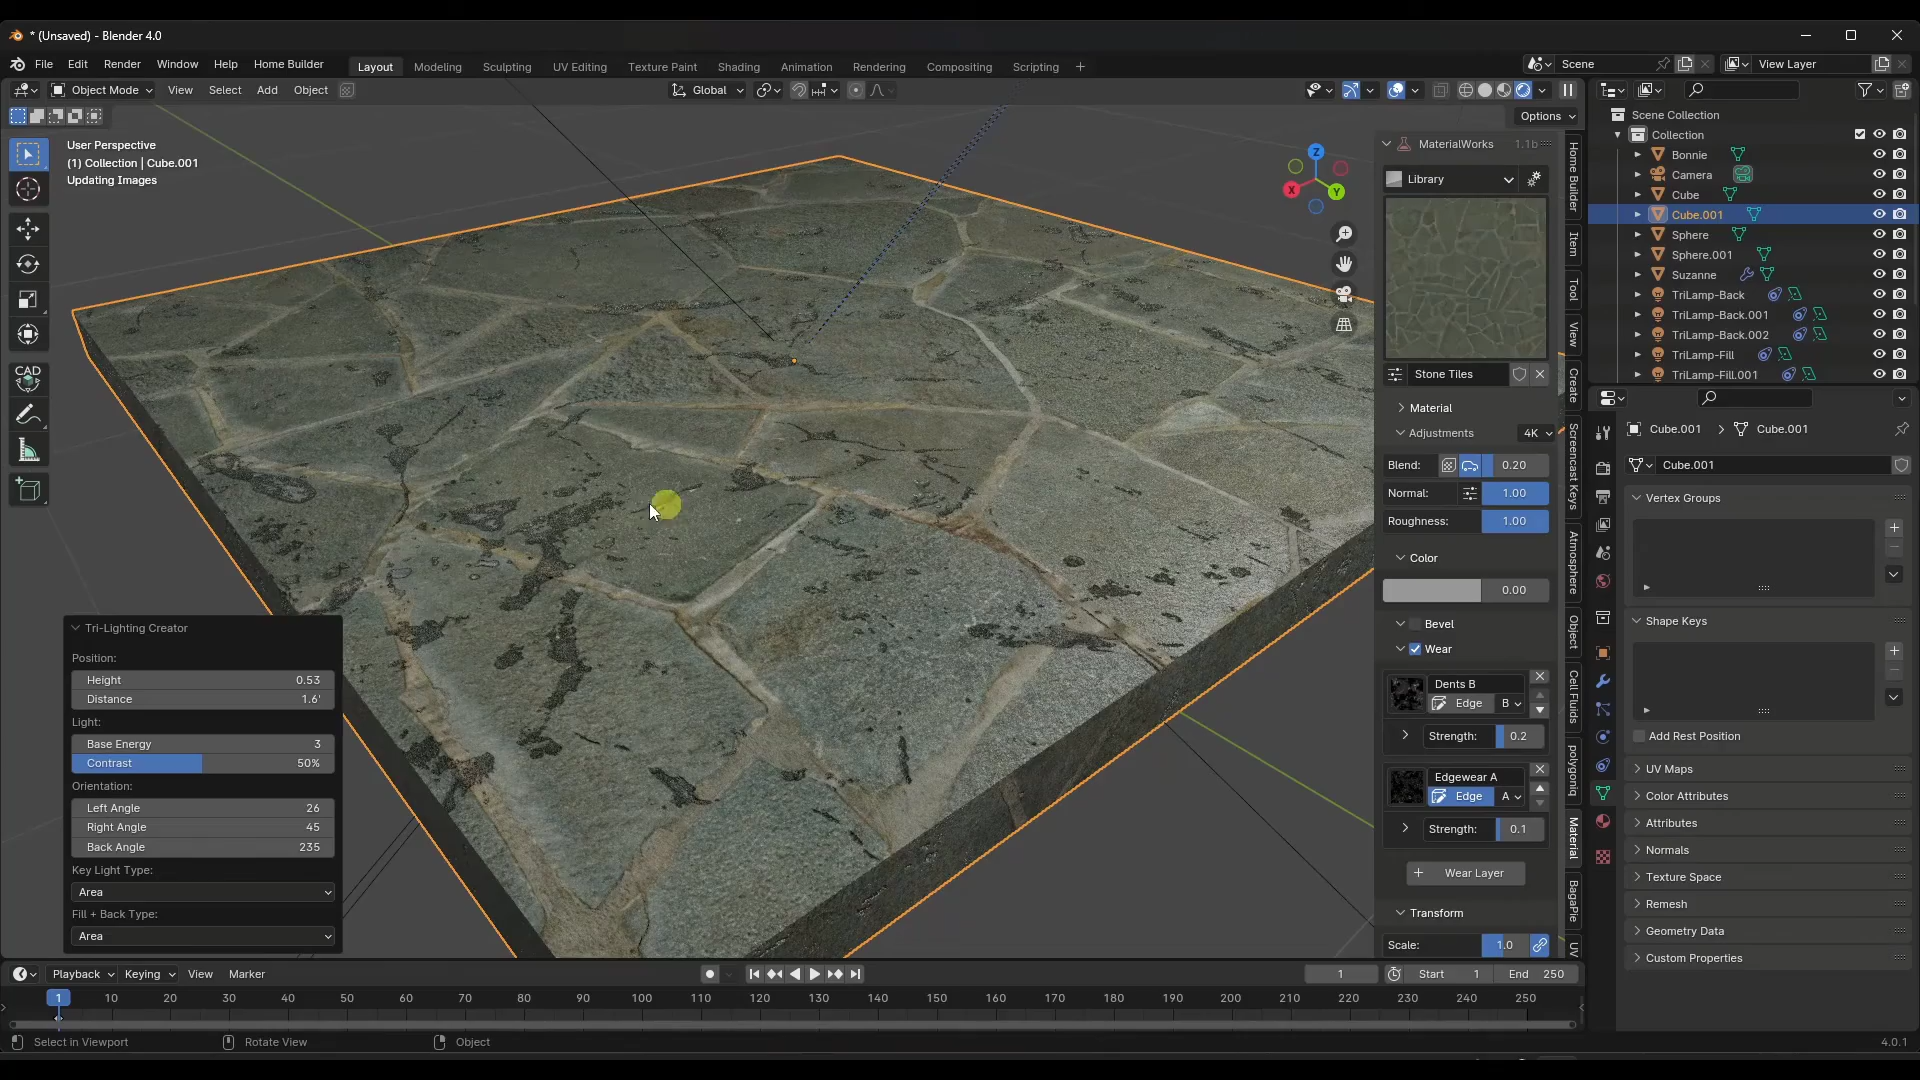 * (Unsaved) - Blender 4.0
File Edit Render Window Help Home Builder
Layout Modeling Sculpting UV Editing Texture Paint Shading Animation Rendering Compositing Geometry Nodes Scripting +
Scene
View Layer
Object Mode View Select Add Object
Global
Options
User Perspective
(1) Collection | Cube.001
Updating Images
Z
X
Y
CAD
Tri-Lighting Creator
Position:
Height 0.53
Distance 1.6'
Light:
Base Energy 3
Contrast 50%
Orientation:
Left Angle 26
Right Angle 45
Back Angle 235
Key Light Type:
Area
Fill + Back Type:
Area
MaterialWorks 1.1b
Library
Stone Tiles
Material
Adjustments 4K
Blend: 0.20
Normal: 1.00
Roughness: 1.00
Color
0.00
Bevel
Wear
Dents B
Edge B
Strength: 0.2
Edgewear A
Edge A
Strength: 0.1
+ Wear Layer
Transform
Scale: 1.0
Home Builder
Item
Tool
View
Create
Screencast Keys
Atmosphere
Object
Cell Fluids
polygoniq
Material
BagaPie
UV
Scene Collection
Collection
Bonnie
Camera
Cube
Cube.001
Sphere
Sphere.001
Suzanne
TriLamp-Back
TriLamp-Back.001
TriLamp-Back.002
TriLamp-Fill
TriLamp-Fill.001
Cube.001 > Cube.001
Cube.001
Vertex Groups
Shape Keys
Add Rest Position
UV Maps
Color Attributes
Attributes
Normals
Texture Space
Remesh
Geometry Data
Custom Properties
Playback Keying View Marker
1
Start 1
End 250
1 10 20 30 40 50 60 70 80 90 100 110 120 130 140 150 160 170 180 190 200 210 220 230 240 250
Select in Viewport Rotate View Object
4.0.1